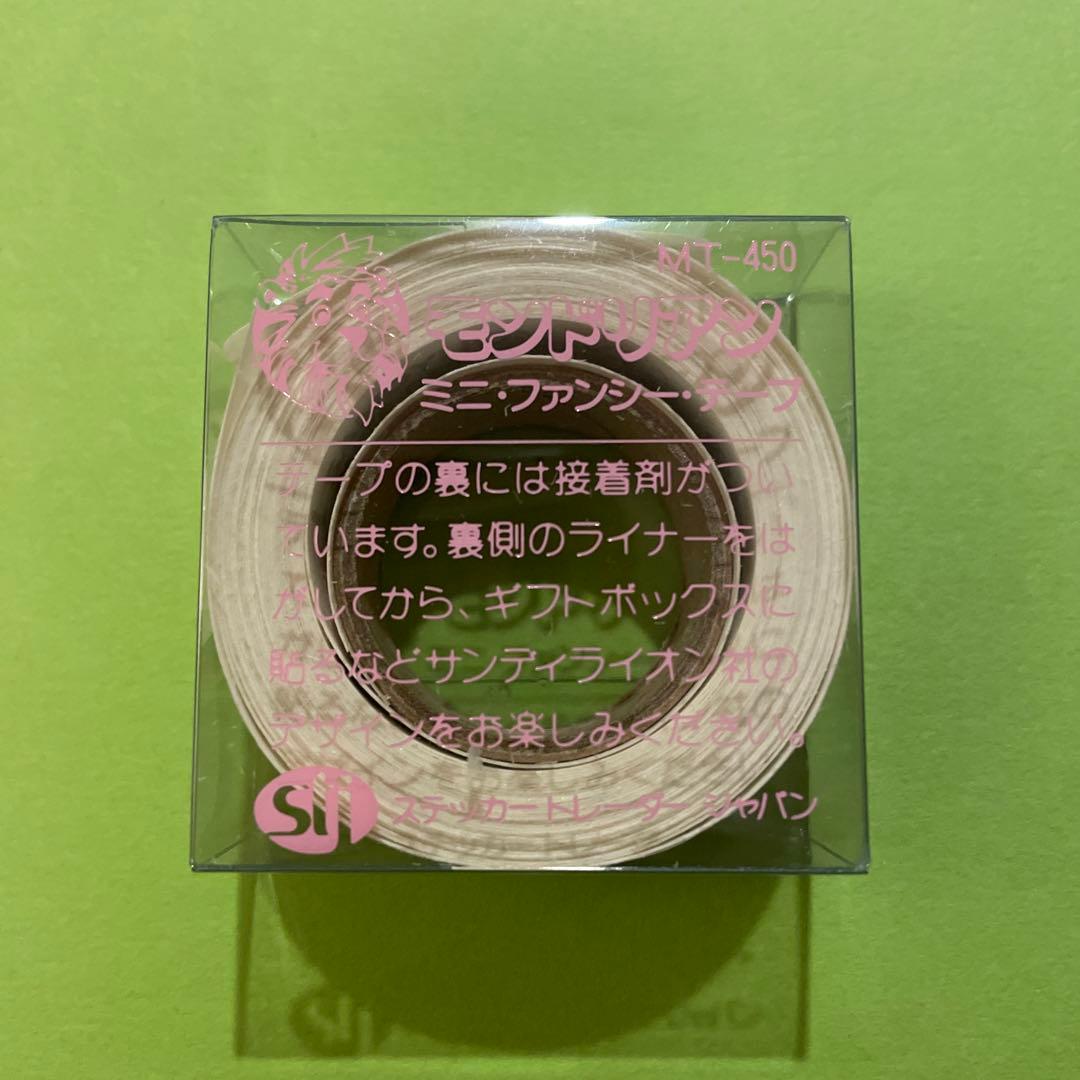 MT-450
モンドリアン
ミニ・ファンシー・テープ
テープの裏には接着剤がつい
ています。裏側のライナーをは
がしてから、ギフトボックスに
貼るなどサンディライオン社の
デザインをお楽しみください。
sti ステッカートレーダー ジャパン